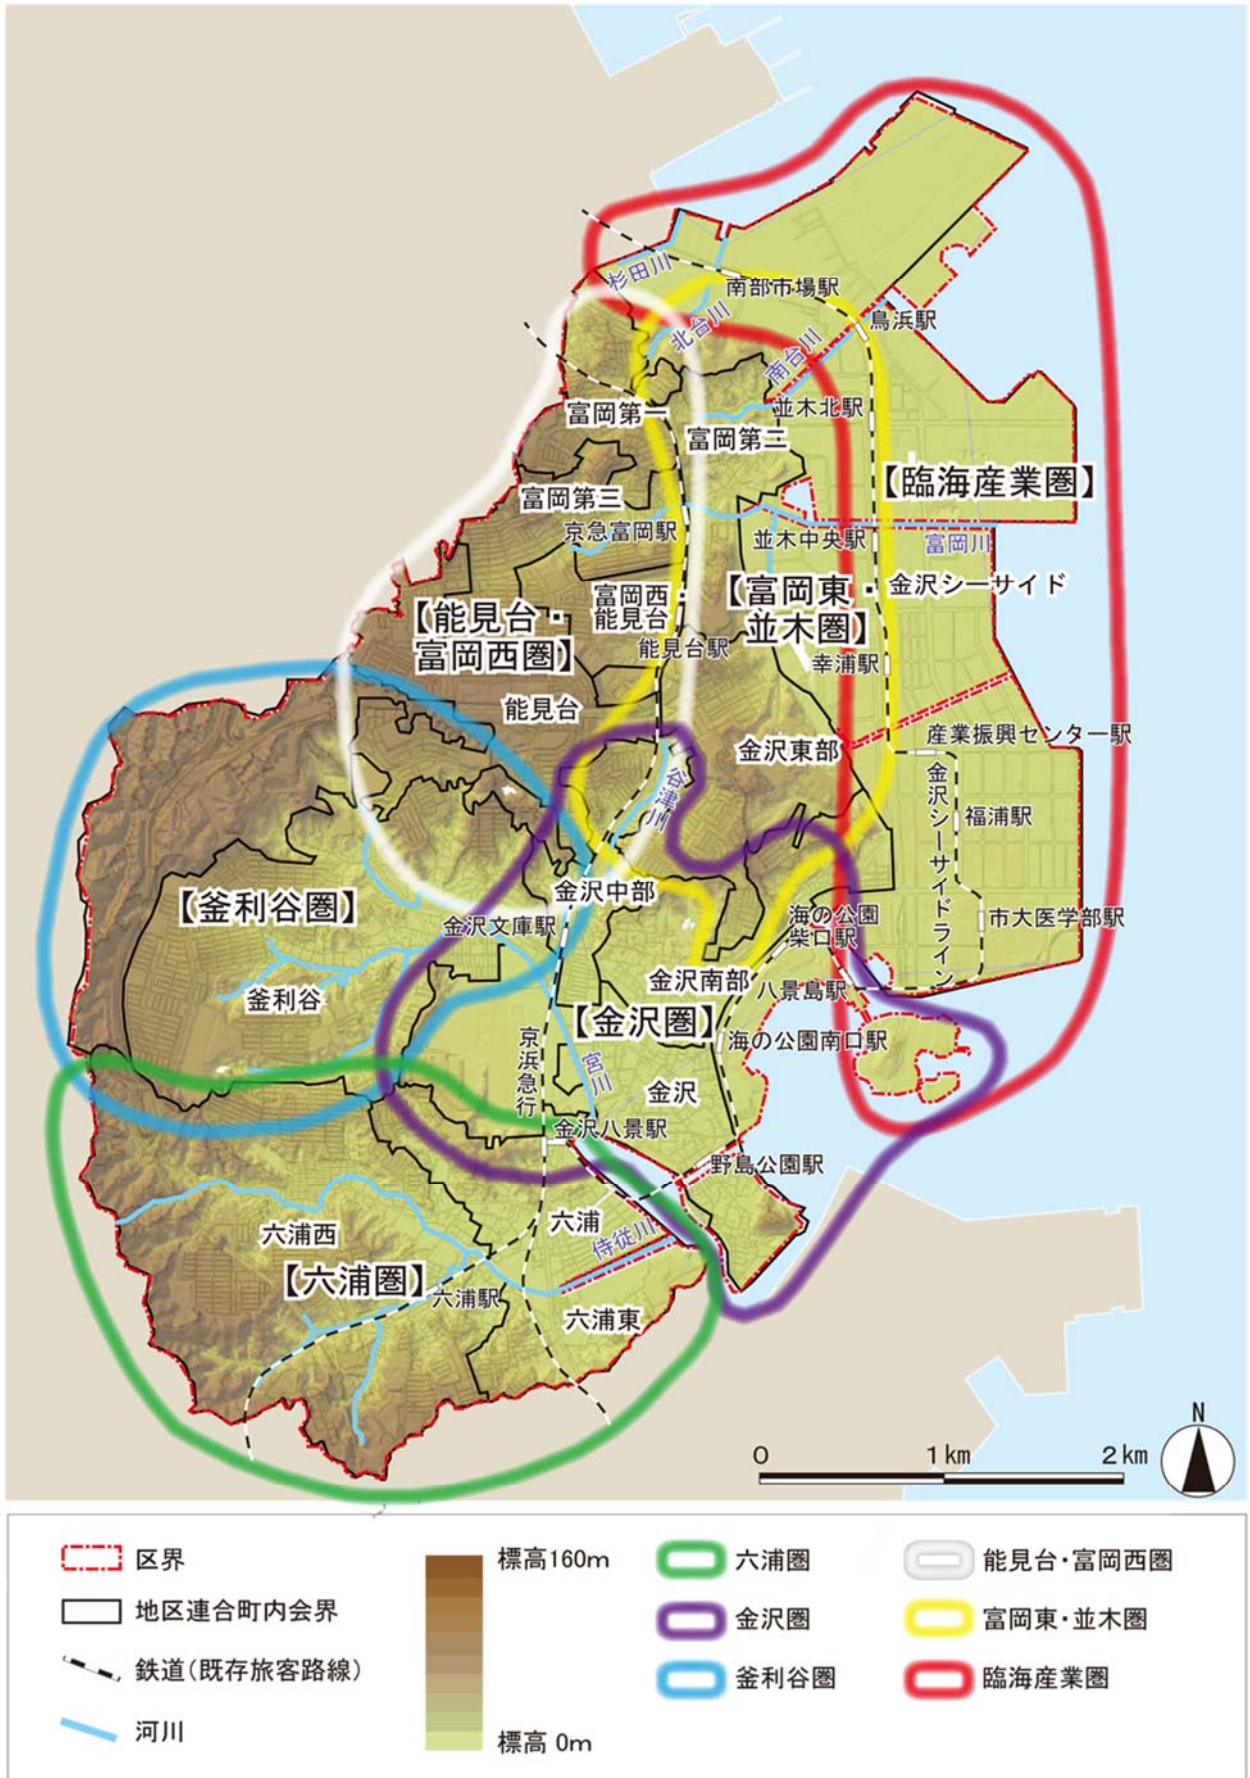 杉田川
南部市場駅
北台川
鳥浜駅
南台川
並木北駅
富岡第一
富岡第二
【臨海産業圏】
富岡第三
京急富岡駅
並木中央駅
富岡川
【能見台・
富岡西圏】
富岡西・
能見台
【富岡東・
並木圏】
金沢シーサイド
能見台駅
幸浦駅
能見台
金沢東部
産業振興センター駅
谷津川
金沢シーサイドライン
福浦駅
【釜利谷圏】
金沢中部
金沢文庫駅
海の公園
柴口駅
市大医学部駅
釜利谷
金沢南部
八景島駅
【金沢圏】
海の公園南口駅
京浜急行
宮川
金沢
金沢八景駅
野島公園駅
六浦西
六浦
侍従川
【六浦圏】
六浦駅
六浦東
N
0 1km 2km
区界
地区連合町内会界
鉄道(既存旅客路線)
河川
標高160m
標高 0m
六浦圏
金沢圏
釜利谷圏
能見台・富岡西圏
富岡東・並木圏
臨海産業圏